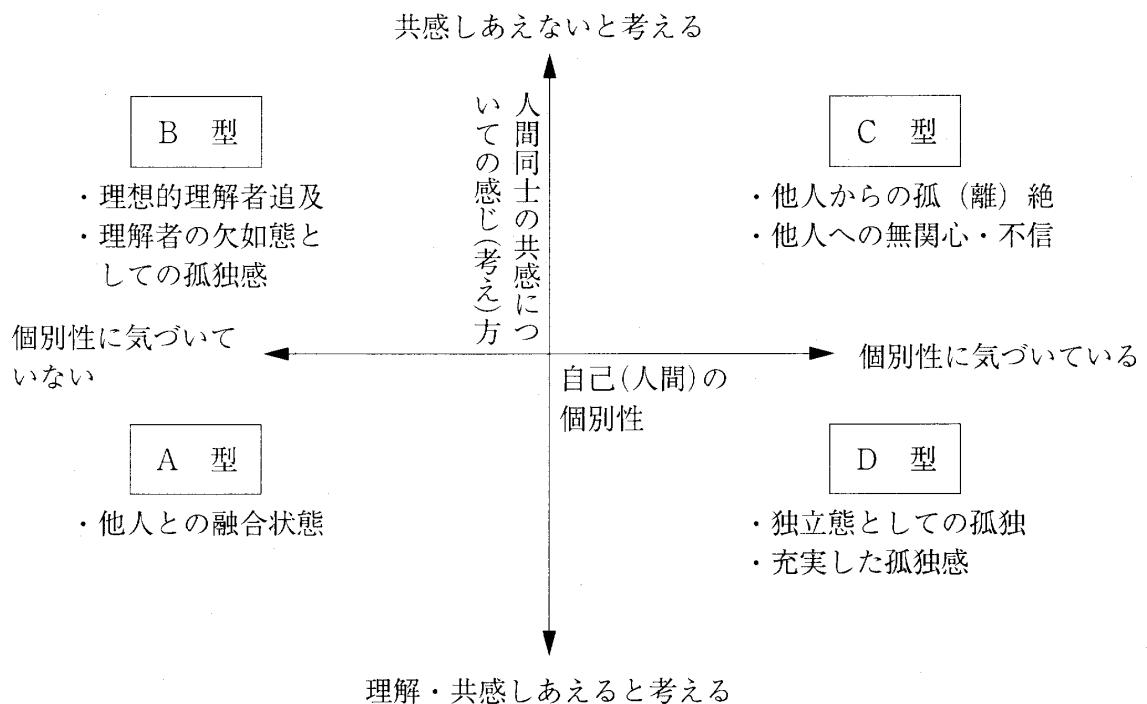 共感しあえないと考える
人間同士の共感につ
いての感じ(考え)方
B 型
・理想的理解者追及
・理解者の欠如態と
しての孤独感
C 型
・他人からの孤（離）絶
・他人への無関心・不信
個別性に気づいて
いない
個別性に気づいている
自己(人間)の
個別性
A 型
・他人との融合状態
D 型
・独立態としての孤独
・充実した孤独感
理解・共感しあえると考える